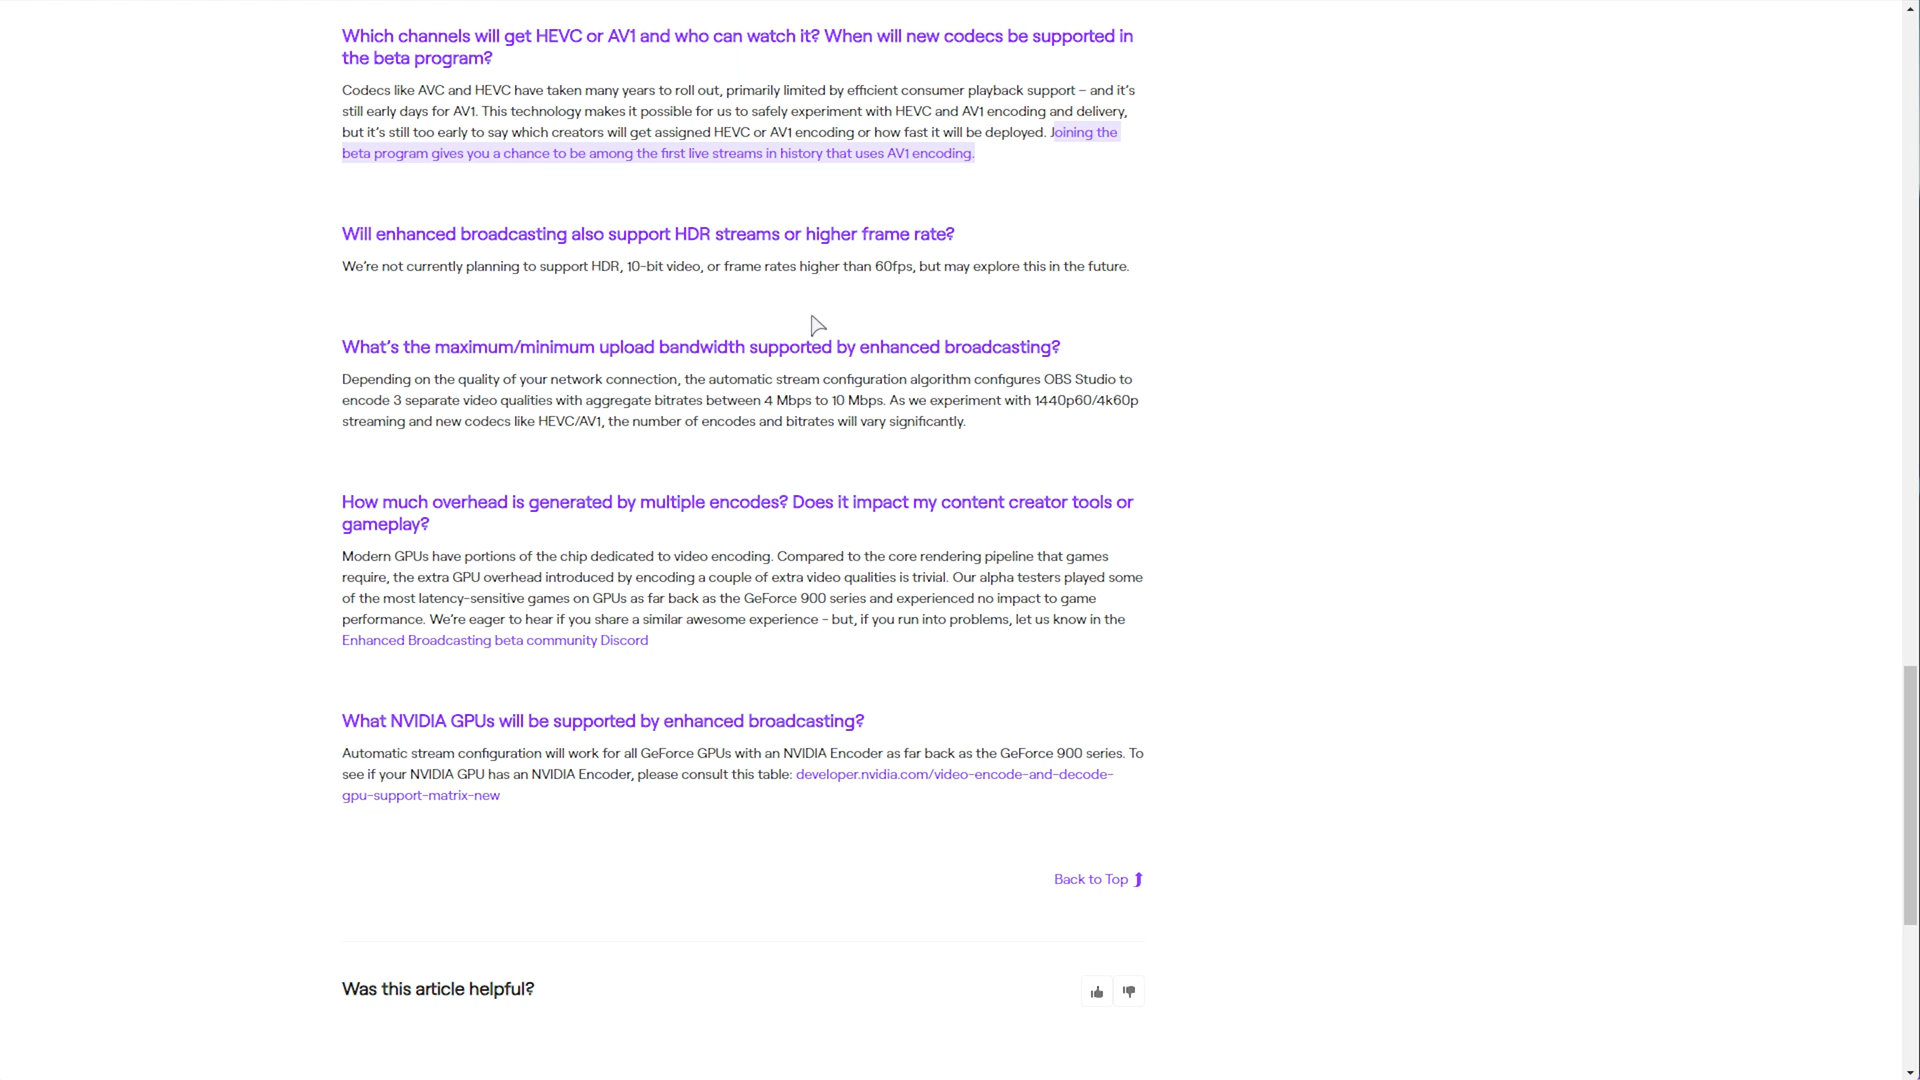 Which channels will get HEVC or AV1 and who can watch it? When will new codecs be supported in
the beta program?
Codecs like AVC and HEVC have taken many years to roll out, primarily limited by efficient consumer playback support – and it’s
still early days for AV1. This technology makes it possible for us to safely experiment with HEVC and AV1 encoding and delivery,
but it’s still too early to say which creators will get assigned HEVC or AV1 encoding or how fast it will be deployed. Joining the
beta program gives you a chance to be among the first live streams in history that uses AV1 encoding.
Will enhanced broadcasting also support HDR streams or higher frame rate?
We’re not currently planning to support HDR, 10-bit video, or frame rates higher than 60fps, but may explore this in the future.
What’s the maximum/minimum upload bandwidth supported by enhanced broadcasting?
Depending on the quality of your network connection, the automatic stream configuration algorithm configures OBS Studio to
encode 3 separate video qualities with aggregate bitrates between 4 Mbps to 10 Mbps. As we experiment with 1440p60/4k60p
streaming and new codecs like HEVC/AV1, the number of encodes and bitrates will vary significantly.
How much overhead is generated by multiple encodes? Does it impact my content creator tools or
gameplay?
Modern GPUs have portions of the chip dedicated to video encoding. Compared to the core rendering pipeline that games
require, the extra GPU overhead introduced by encoding a couple of extra video qualities is trivial. Our alpha testers played some
of the most latency-sensitive games on GPUs as far back as the GeForce 900 series and experienced no impact to game
performance. We’re eager to hear if you share a similar awesome experience - but, if you run into problems, let us know in the
Enhanced Broadcasting beta community Discord
What NVIDIA GPUs will be supported by enhanced broadcasting?
Automatic stream configuration will work for all GeForce GPUs with an NVIDIA Encoder as far back as the GeForce 900 series. To
see if your NVIDIA GPU has an NVIDIA Encoder, please consult this table: developer.nvidia.com/video-encode-and-decode-
gpu-support-matrix-new
Back to Top
Was this article helpful?